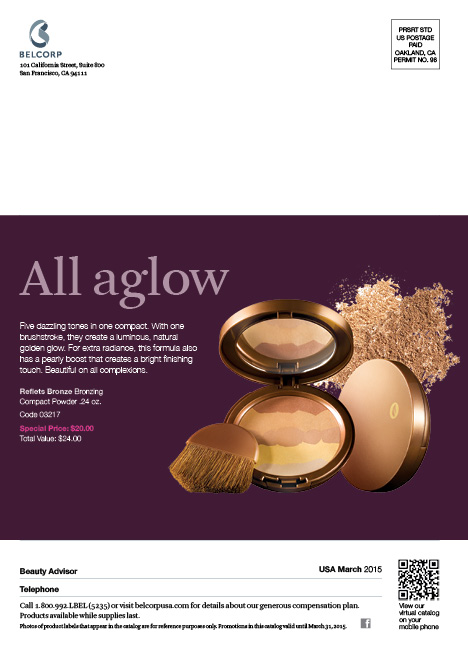 BELCORP
101 California Street, Suite 800
San Francisco, CA 94111
PRSRT STD
US POSTAGE
PAID
OAKLAND, CA
PERMIT NO. 96
All aglow
Five dazzling tones in one compact. With one
brushstroke, they create a luminous, natural
golden glow. For extra radiance, this formula also
has a pearly boost that creates a bright finishing
touch. Beautiful on all complexions.
Reflets Bronze Bronzing
Compact Powder .24 oz.
Code 03217
Special Price: $20.00
Total Value: $24.00
Beauty Advisor
USA March 2015
Telephone
Call 1.800.992.LBEL (5235) or visit belcorpusa.com for details about our generous compensation plan.
Products available while supplies last.
Photos of product labels that appear in the catalog are for reference purposes only. Promotions in this catalog valid until March 31, 2015.
f
View our
virtual catalog
on your
mobile phone